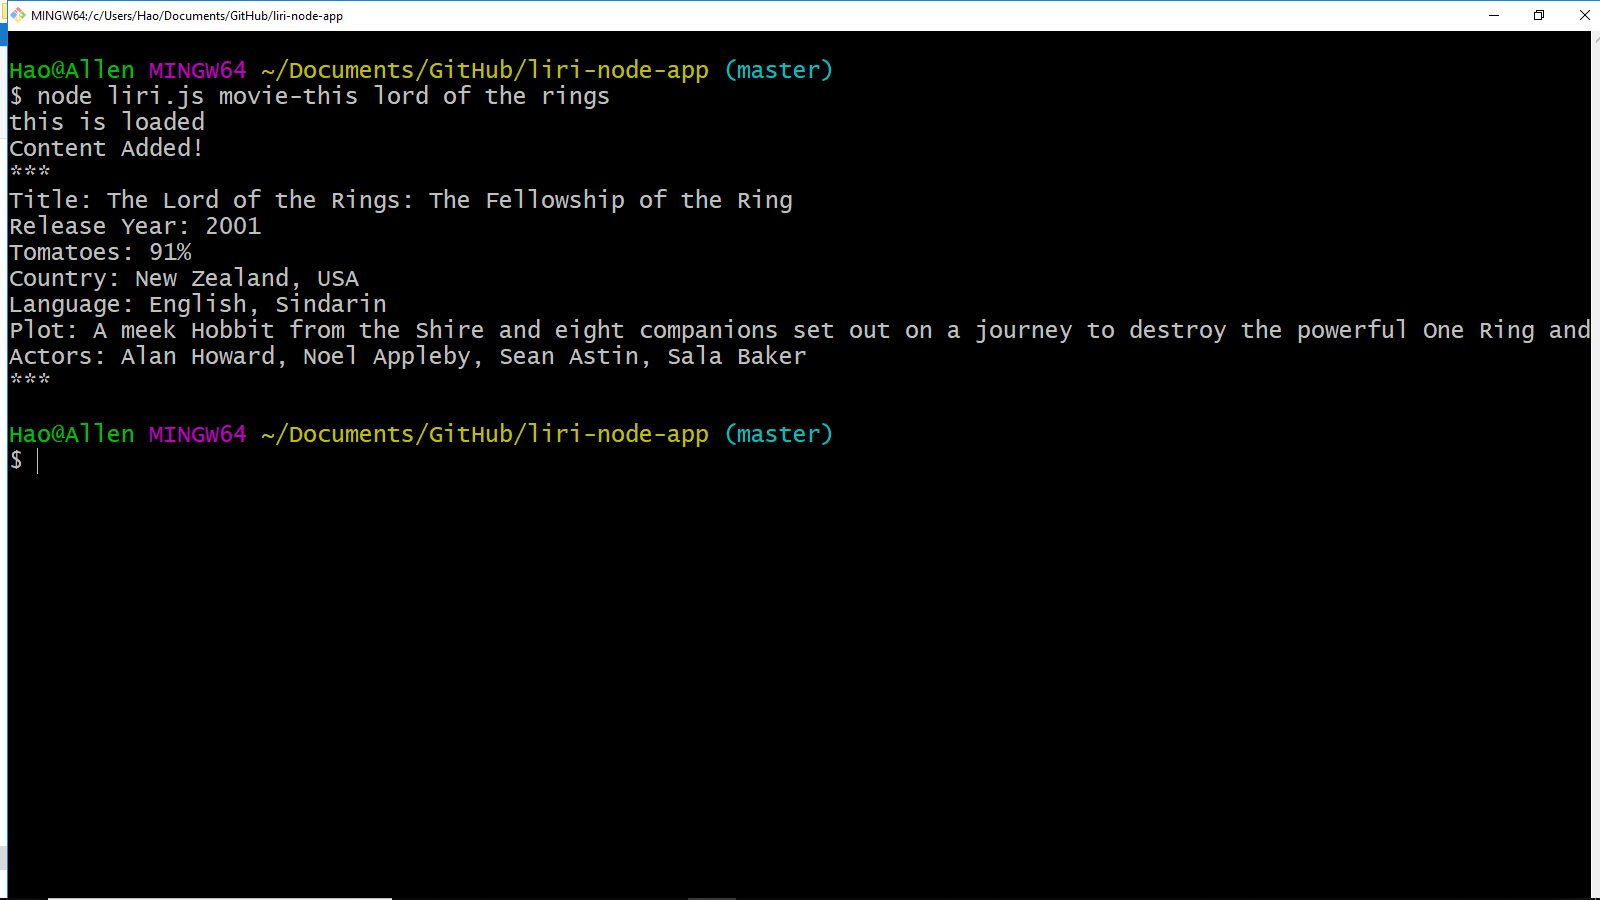 MINGW64:/c/Users/Hao/Documents/GitHub/liri-node-app
Hao@Allen MINGW64 ~/Documents/GitHub/liri-node-app (master)
$ node liri.js movie-this lord of the rings
this is loaded
Content Added!
***
Title: The Lord of the Rings: The Fellowship of the Ring
Release Year: 2001
Tomatoes: 91%
Country: New Zealand, USA
Language: English, Sindarin
Plot: A meek Hobbit from the Shire and eight companions set out on a journey to destroy the powerful One Ring and
Actors: Alan Howard, Noel Appleby, Sean Astin, Sala Baker
***
Hao@Allen MINGW64 ~/Documents/GitHub/liri-node-app (master)
$